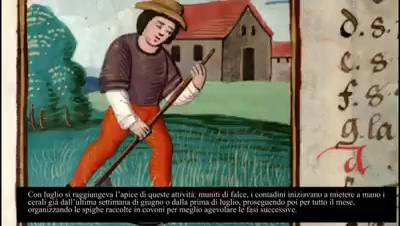 d. s.
c. s
f. s.
g. la
Con luglio si raggiungeva l'apice di queste attività: muniti di falce, i contadini iniziavano a mietere a mano i
cerali già dall'ultima settimana di giugno o dalla prima di luglio, proseguendo poi per tutto il mese,
organizzando le spighe raccolte in covoni per meglio agevolare le fasi successive.